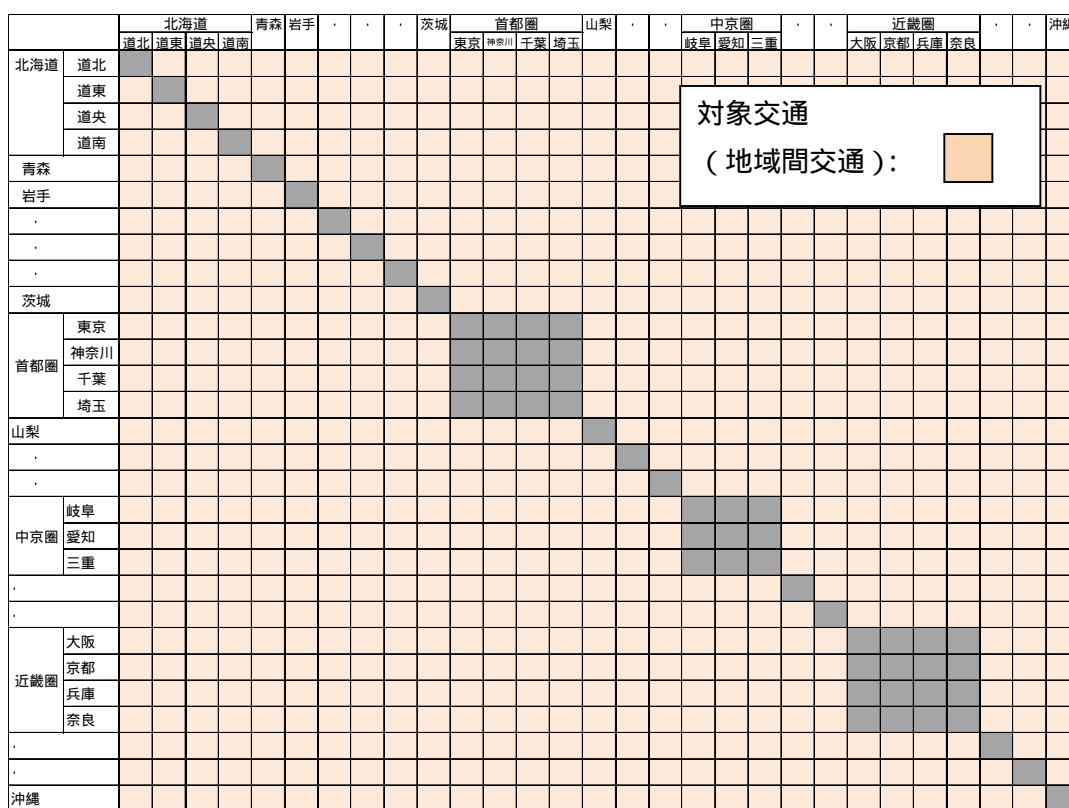 北海道 青森 岩手 ・ ・ ・ 茨城 首都圏 山梨 ・ ・ 中京圏 ・ ・ 近畿圏 ・ ・ 沖縄
道北 道東 道央 道南 東京 神奈川 千葉 埼玉 岐阜 愛知 三重 大阪 京都 兵庫 奈良
北海道 道北
道東
道央
道南
青森
岩手
・
・
・
茨城
首都圏 東京
神奈川
千葉
埼玉
山梨
・
・
中京圏 岐阜
愛知
三重
・
・
近畿圏 大阪
京都
兵庫
奈良
・
・
沖縄
対象交通
(地域間交通):